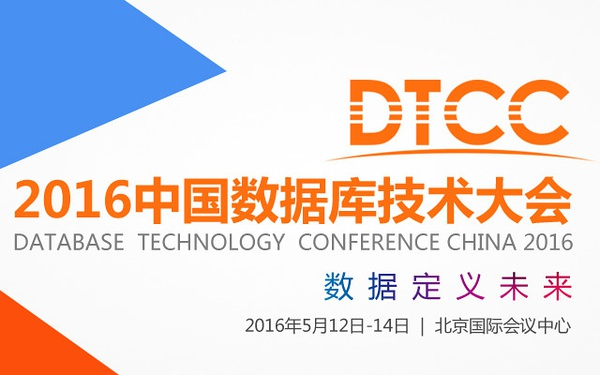 DTCC
2016中国数据库技术大会
DATABASE TECHNOLOGY CONFERENCE CHINA 2016
数据定义未来
2016年5月12日-14日 | 北京国际会议中心